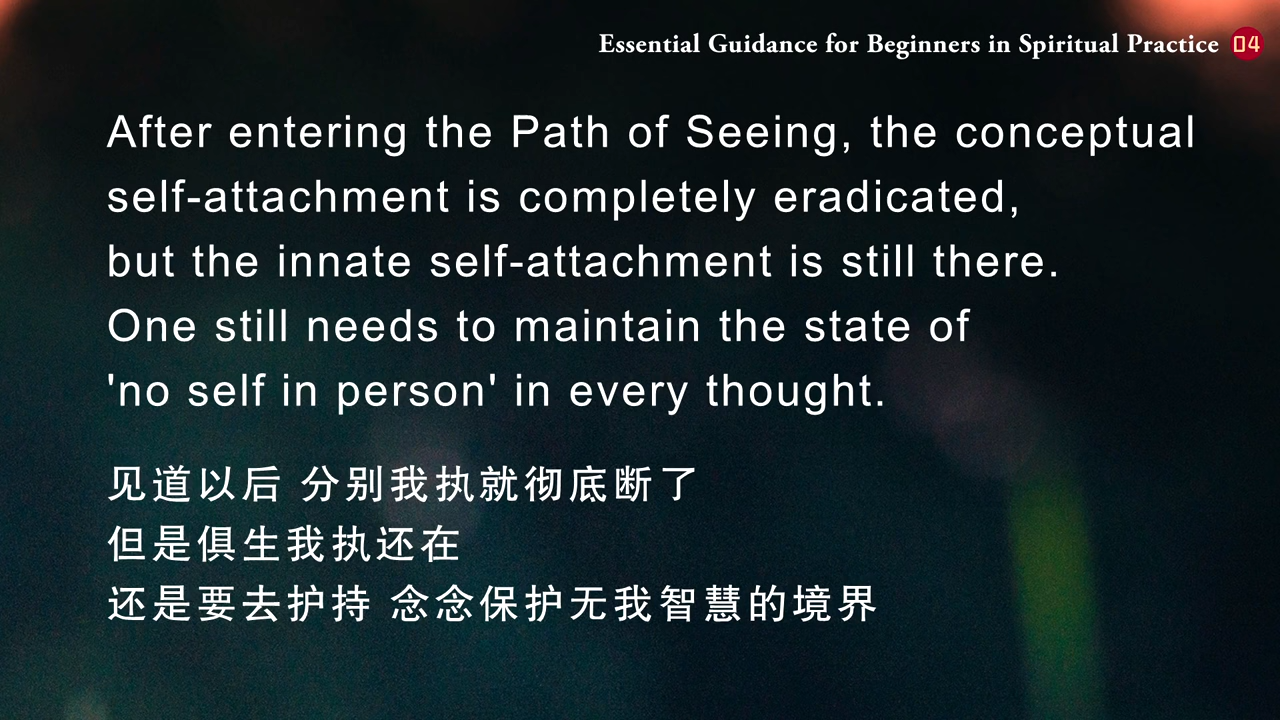 Essential Guidance for Beginners in Spiritual Practice 04
After entering the Path of Seeing, the conceptual
self-attachment is completely eradicated,
but the innate self-attachment is still there.
One still needs to maintain the state of
'no self in person' in every thought.
见道以后 分别我执就彻底断了
但是俱生我执还在
还是要去护持 念念保护无我智慧的境界